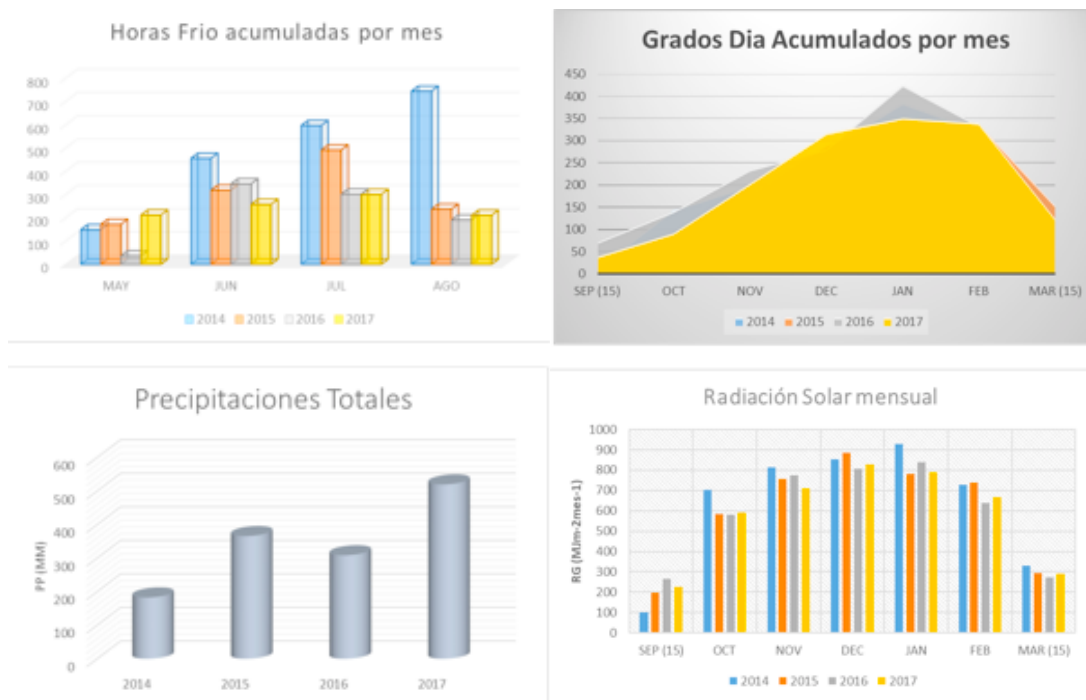 Horas Frio acumuladas por mes
800
700
600
500
400
300
200
100
0
MAY JUN JUL AGO
2014 2015 2016 2017
Grados Dia Acumulados por mes
450
400
350
300
250
200
150
100
50
0
SEP (15) OCT NOV DEC JAN FEB MAR (15)
2014 2015 2016 2017
Precipitaciones Totales
PP (MM)
600
500
400
300
200
100
0
2014 2015 2016 2017
Radiación Solar mensual
RG (MJm-2mes-1)
1000
900
800
700
600
500
400
300
200
100
0
SEP (15) OCT NOV DEC JAN FEB MAR (15)
2014 2015 2016 2017